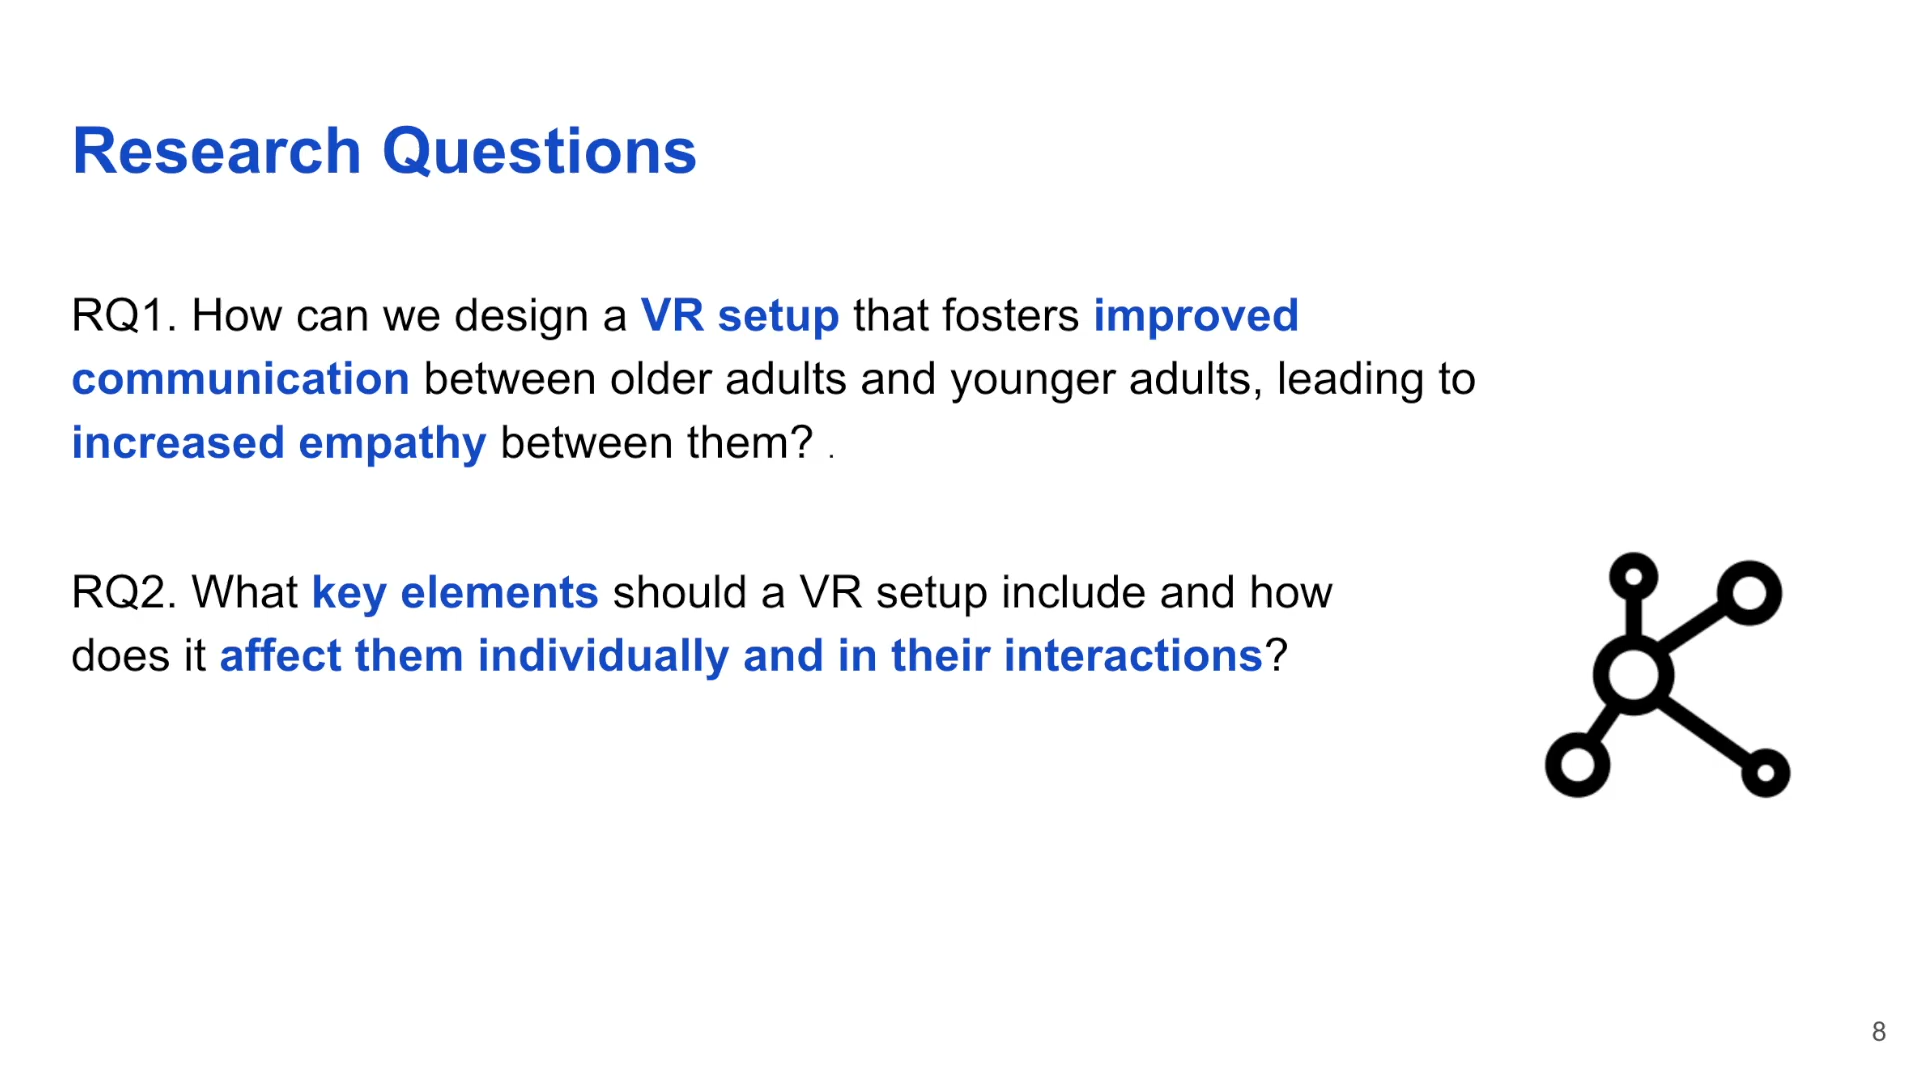 Research Questions
RQ1. How can we design a VR setup that fosters improved
communication between older adults and younger adults, leading to
increased empathy between them? .
RQ2. What key elements should a VR setup include and how
does it affect them individually and in their interactions?
8